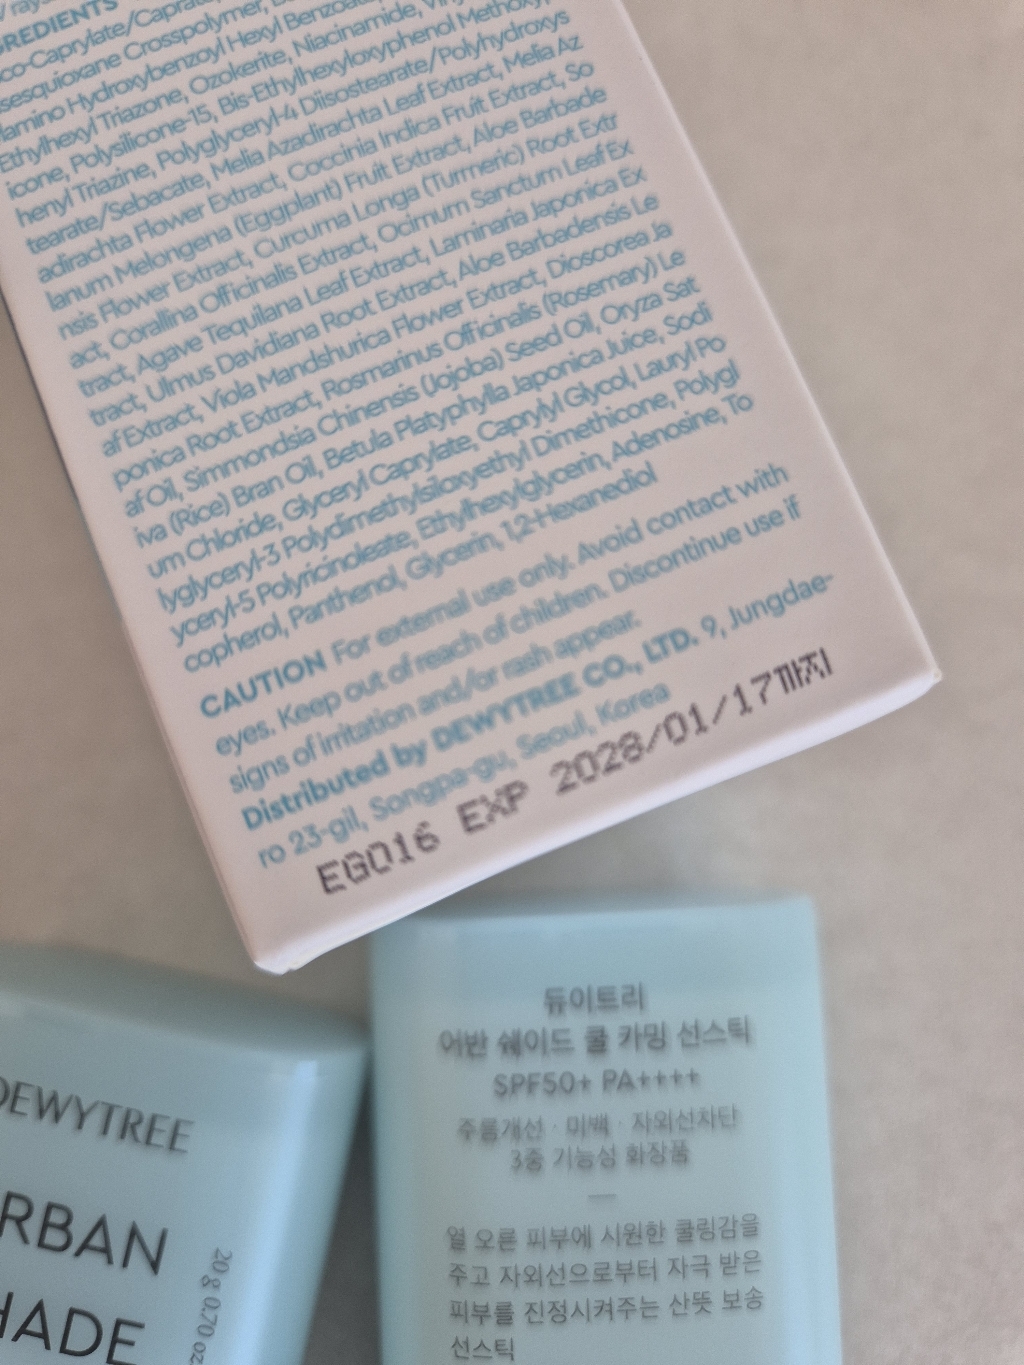 REDIENTS
co-Caprylate/Caprate
sesquioxane Crosspolymer,
lamino Hydroxybenzoyl Hexyl Benzoate
Ethylhexyl Triazone, Ozokerite, Niacinamide,
icone, Polysilicone-15, Bis-Ethylhexyloxyphenol Methoxy
henyl Triazine, Polyglyceryl-4 Diisostearate/Polyhydroxys
tearate/Sebacate, Melia Azadirachta Leaf Extract, Melia Az
adirachta Flower Extract, Coccinia Indica Fruit Extract, So
lanum Melongena (Eggplant) Fruit Extract, Aloe Barbade
nsis Flower Extract, Curcuma Longa (Turmeric) Root Extr
act, Corallina Officinalis Extract, Ocimum Sanctum Leaf Ex
tract, Agave Tequilana Leaf Extract, Laminaria Japonica Ex
tract, Ulmus Davidiana Root Extract, Aloe Barbadensis Le
af Extract, Viola Mandshurica Flower Extract, Dioscorea Ja
ponica Root Extract, Rosmarinus Officinalis (Rosemary) Le
af Oil, Simmondsia Chinensis (Jojoba) Seed Oil, Oryza Sat
iva (Rice) Bran Oil, Betula Platyphylla Japonica Juice, Sodi
um Chloride, Glyceryl Caprylate, Caprylyl Glycol, Lauryl Po
lyglyceryl-3 Polydimethylsiloxyethyl Dimethicone, Polygl
yceryl-5 Polyricinoleate, Ethylhexylglycerin, Adenosine, To
copherol, Panthenol, Glycerin, 1,2-Hexanediol
CAUTION For external use only. Avoid contact with
eyes. Keep out of reach of children. Discontinue use if
signs of irritation and/or rash appear.
Distributed by DEWYTREE CO., LTD. 9, Jungdae-
ro 23-gil, Songpa-gu, Seoul, Korea
EG016 EXP 2028/01/17까지
듀이트리
어반 쉐이드 쿨 카밍 선스틱
SPF50+ PA++++
주름개선 · 미백 · 자외선차단
3중 기능성 화장품
열 오른 피부에 시원한 쿨링감을
주고 자외선으로부터 자극 받은
피부를 진정시켜주는 산뜻 보송
선스틱
DEWYTREE
RBAN
HADE
20 g 0.70 oz